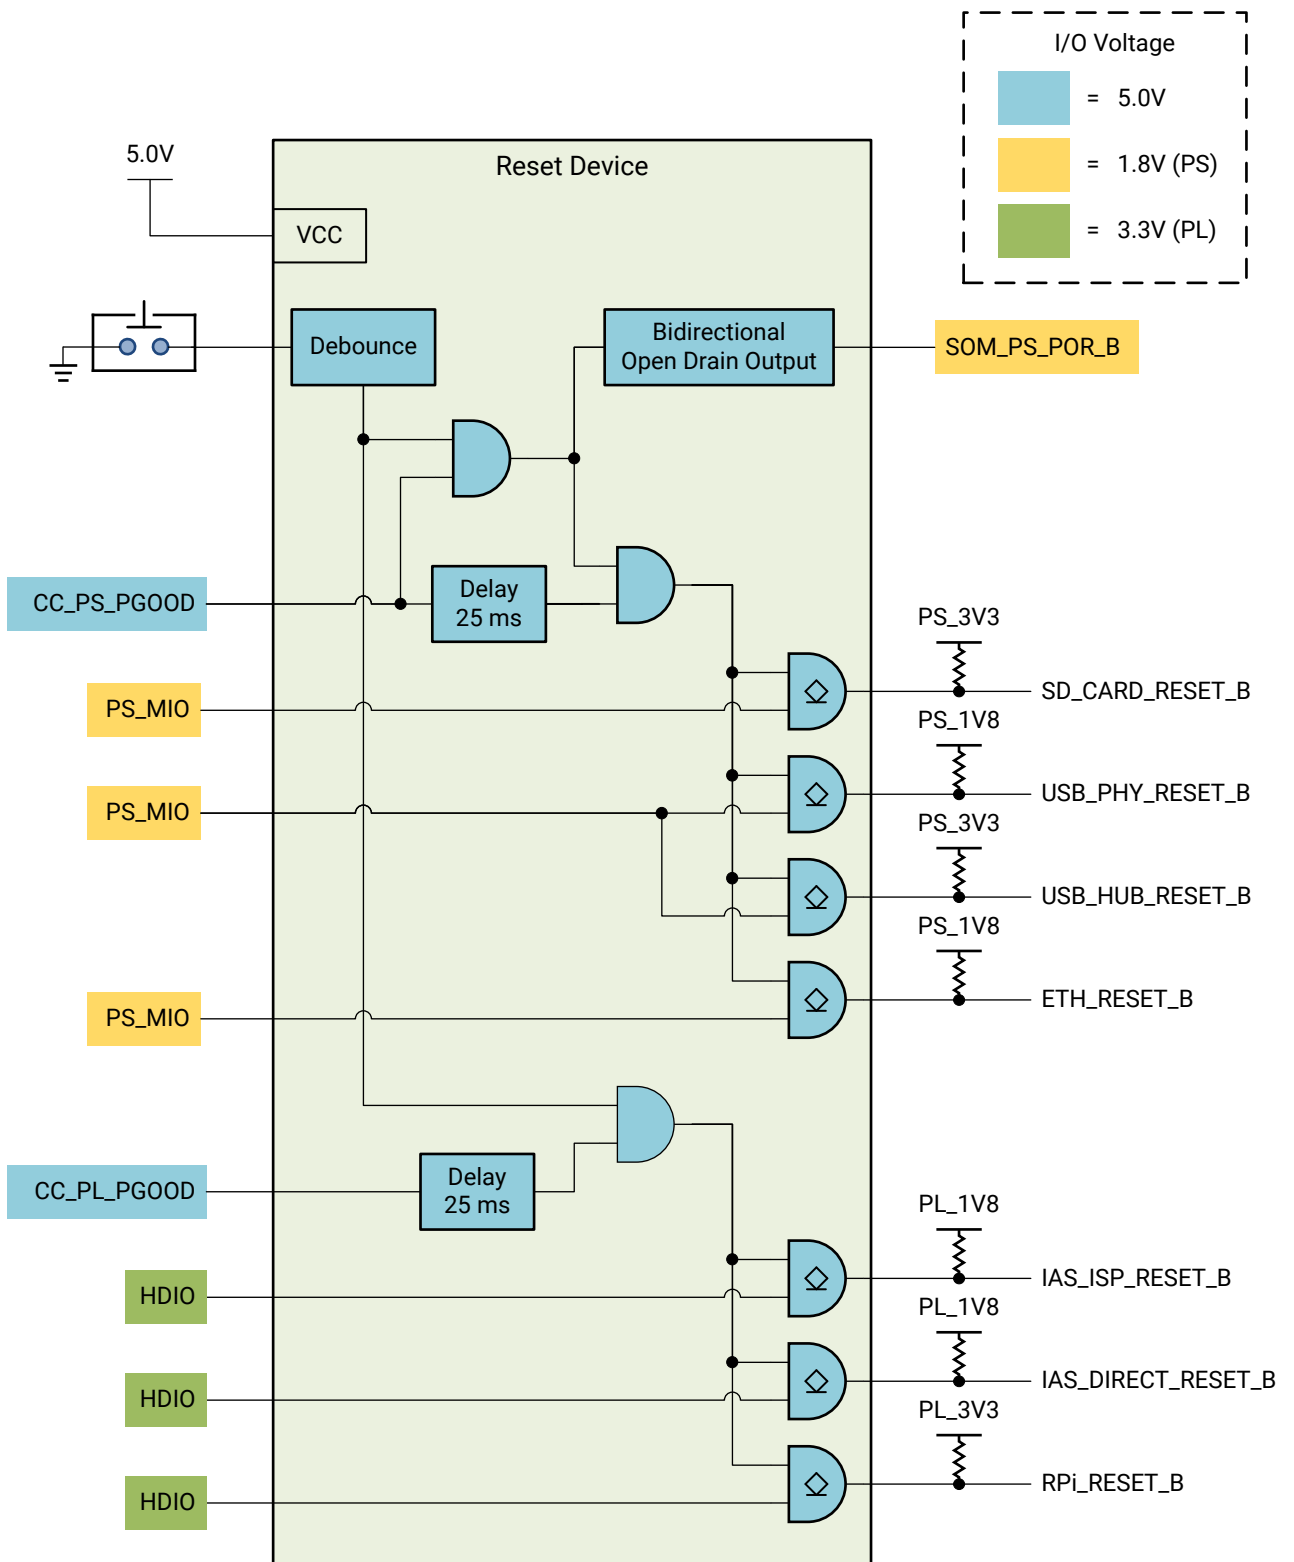 I/O Voltage
= 5.0V
= 1.8V (PS)
= 3.3V (PL)
5.0V
Reset Device
VCC
Debounce
Bidirectional
Open Drain Output
SOM_PS_POR_B
CC_PS_PGOOD
Delay
25 ms
PS_3V3
PS_MIO
SD_CARD_RESET_B
PS_1V8
PS_MIO
USB_PHY_RESET_B
PS_3V3
USB_HUB_RESET_B
PS_1V8
PS_MIO
ETH_RESET_B
CC_PL_PGOOD
Delay
25 ms
PL_1V8
HDIO
IAS_ISP_RESET_B
PL_1V8
HDIO
IAS_DIRECT_RESET_B
PL_3V3
HDIO
RPi_RESET_B